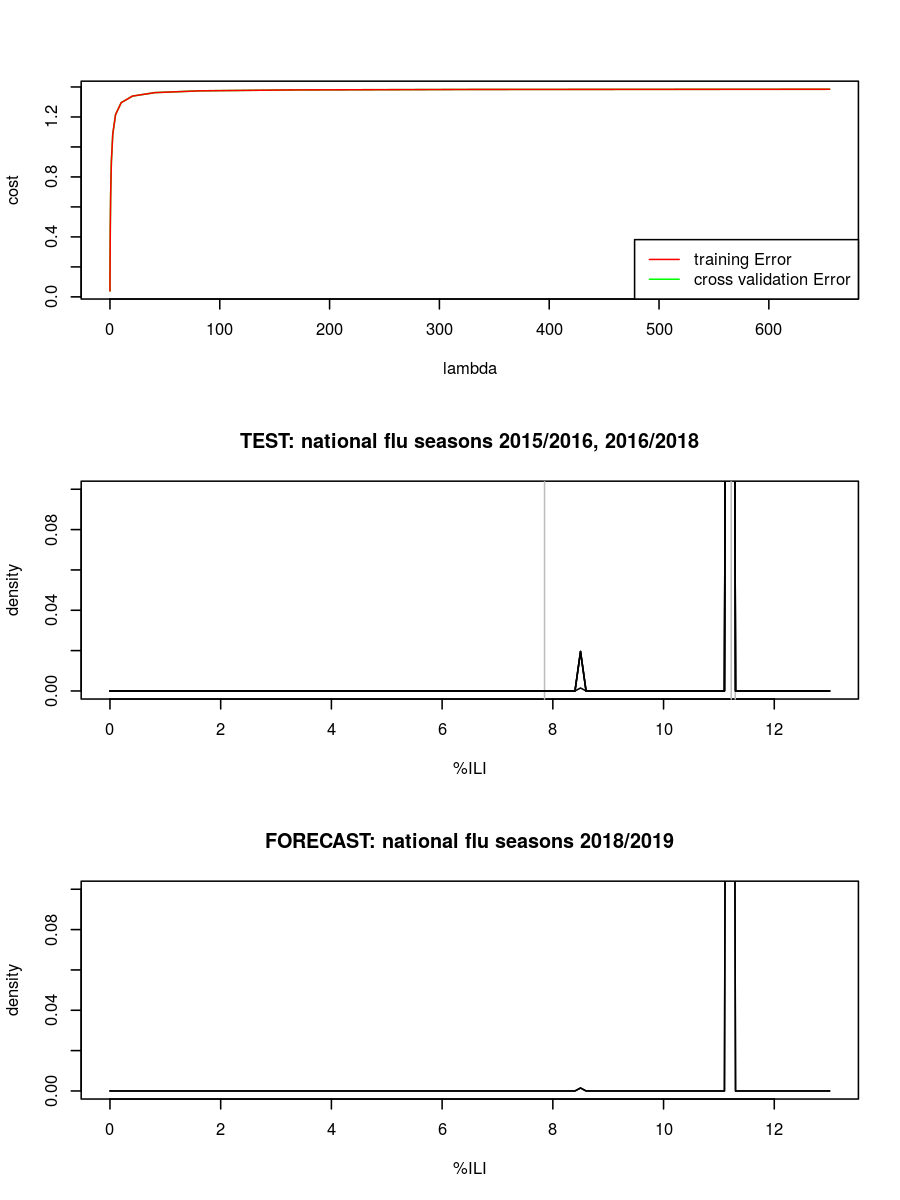 cost
1.2
0.8
0.4
0.0
training Error
cross validation Error
0 100 200 300 400 500 600
lambda
TEST: national flu seasons 2015/2016, 2016/2018
density
0.08
0.04
0.00
0 2 4 6 8 10 12
%ILI
FORECAST: national flu seasons 2018/2019
density
0.08
0.04
0.00
0 2 4 6 8 10 12
%ILI